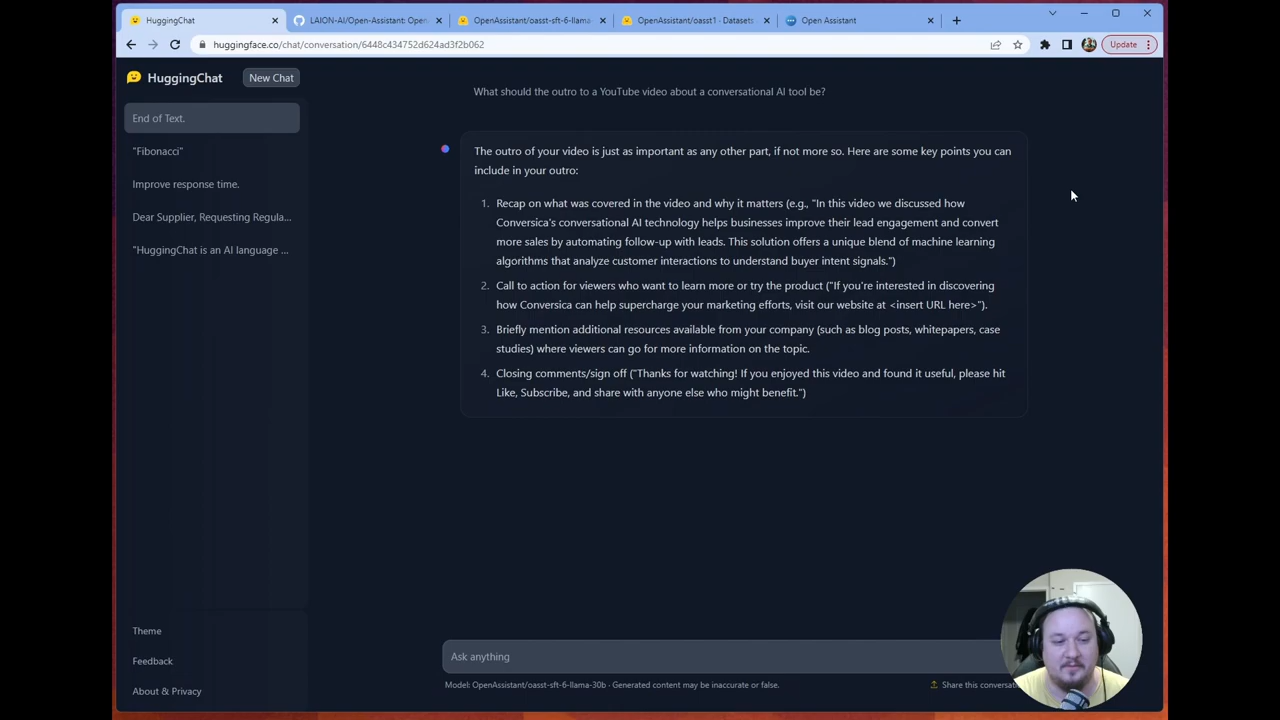 HuggingChat
LAION-AI/Open-Assistant: OpenA
OpenAssistant/oasst-sft-6-llama
OpenAssistant/oasst1 · Datasets
Open Assistant
huggingface.co/chat/conversation/6448c434752d624ad3f2b062
Update
HuggingChat
New Chat
End of Text.
"Fibonacci"
Improve response time.
Dear Supplier, Requesting Regula...
"HuggingChat is an AI language ...
What should the outro to a YouTube video about a conversational AI tool be?
The outro of your video is just as important as any other part, if not more so. Here are some key points you can
include in your outro:
1. Recap on what was covered in the video and why it matters (e.g., "In this video we discussed how
Conversica's conversational AI technology helps businesses improve their lead engagement and convert
more sales by automating follow-up with leads. This solution offers a unique blend of machine learning
algorithms that analyze customer interactions to understand buyer intent signals.")
2. Call to action for viewers who want to learn more or try the product ("If you're interested in discovering
how Conversica can help supercharge your marketing efforts, visit our website at <insert URL here>").
3. Briefly mention additional resources available from your company (such as blog posts, whitepapers, case
studies) where viewers can go for more information on the topic.
4. Closing comments/sign off ("Thanks for watching! If you enjoyed this video and found it useful, please hit
Like, Subscribe, and share with anyone else who might benefit.")
Theme
Feedback
About & Privacy
Ask anything
Model: OpenAssistant/oasst-sft-6-llama-30b · Generated content may be inaccurate or false.
Share this conversati